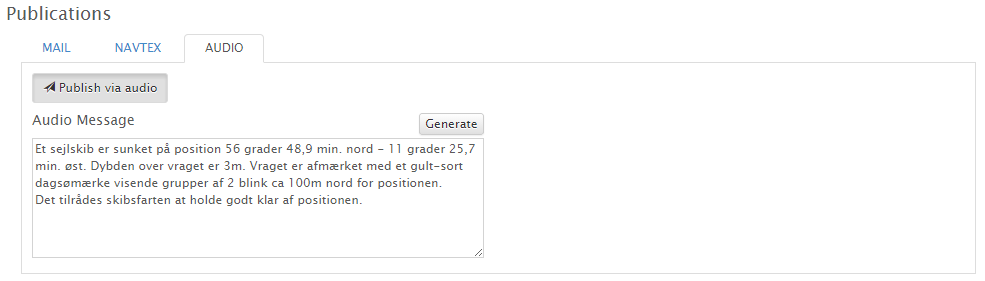 Publications
MAIL NAVTEX AUDIO
Publish via audio
Audio Message Generate
Et sejlskib er sunket på position 56 grader 48,9 min. nord - 11 grader 25,7
min. øst. Dybden over vraget er 3m. Vraget er afmærket med et gult-sort
dagsømærke visende grupper af 2 blink ca 100m nord for positionen.
Det tilrådes skibsfarten at holde godt klar af positionen.